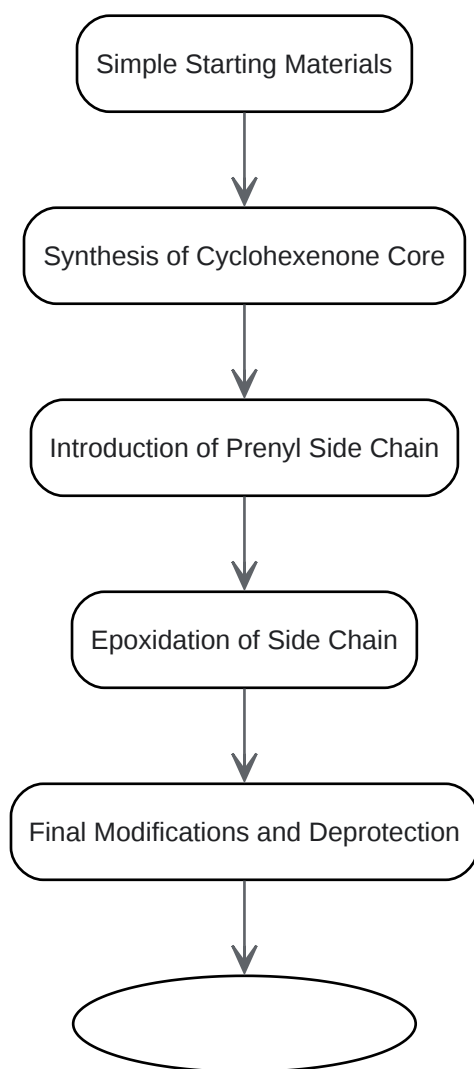 Simple Starting Materials
Synthesis of Cyclohexenone Core
Introduction of Prenyl Side Chain
Epoxidation of Side Chain
Final Modifications and Deprotection